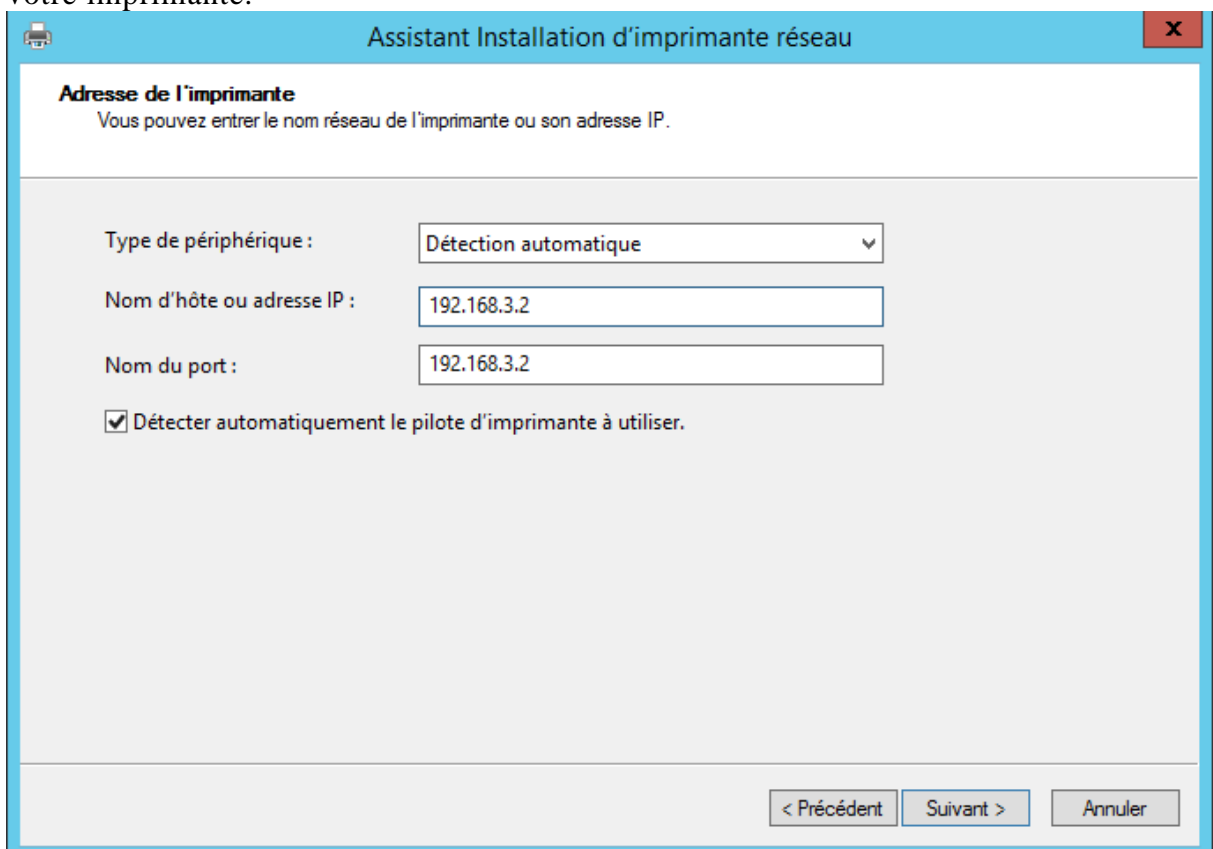 votre imprimante.
Assistant Installation d'imprimante réseau
x
Adresse de l'imprimante
Vous pouvez entrer le nom réseau de l'imprimante ou son adresse IP.
Type de périphérique :
Détection automatique
Nom d'hôte ou adresse IP :
192.168.3.2
Nom du port :
192.168.3.2
Détecter automatiquement le pilote d'imprimante à utiliser.
< Précédent
Suivant >
Annuler